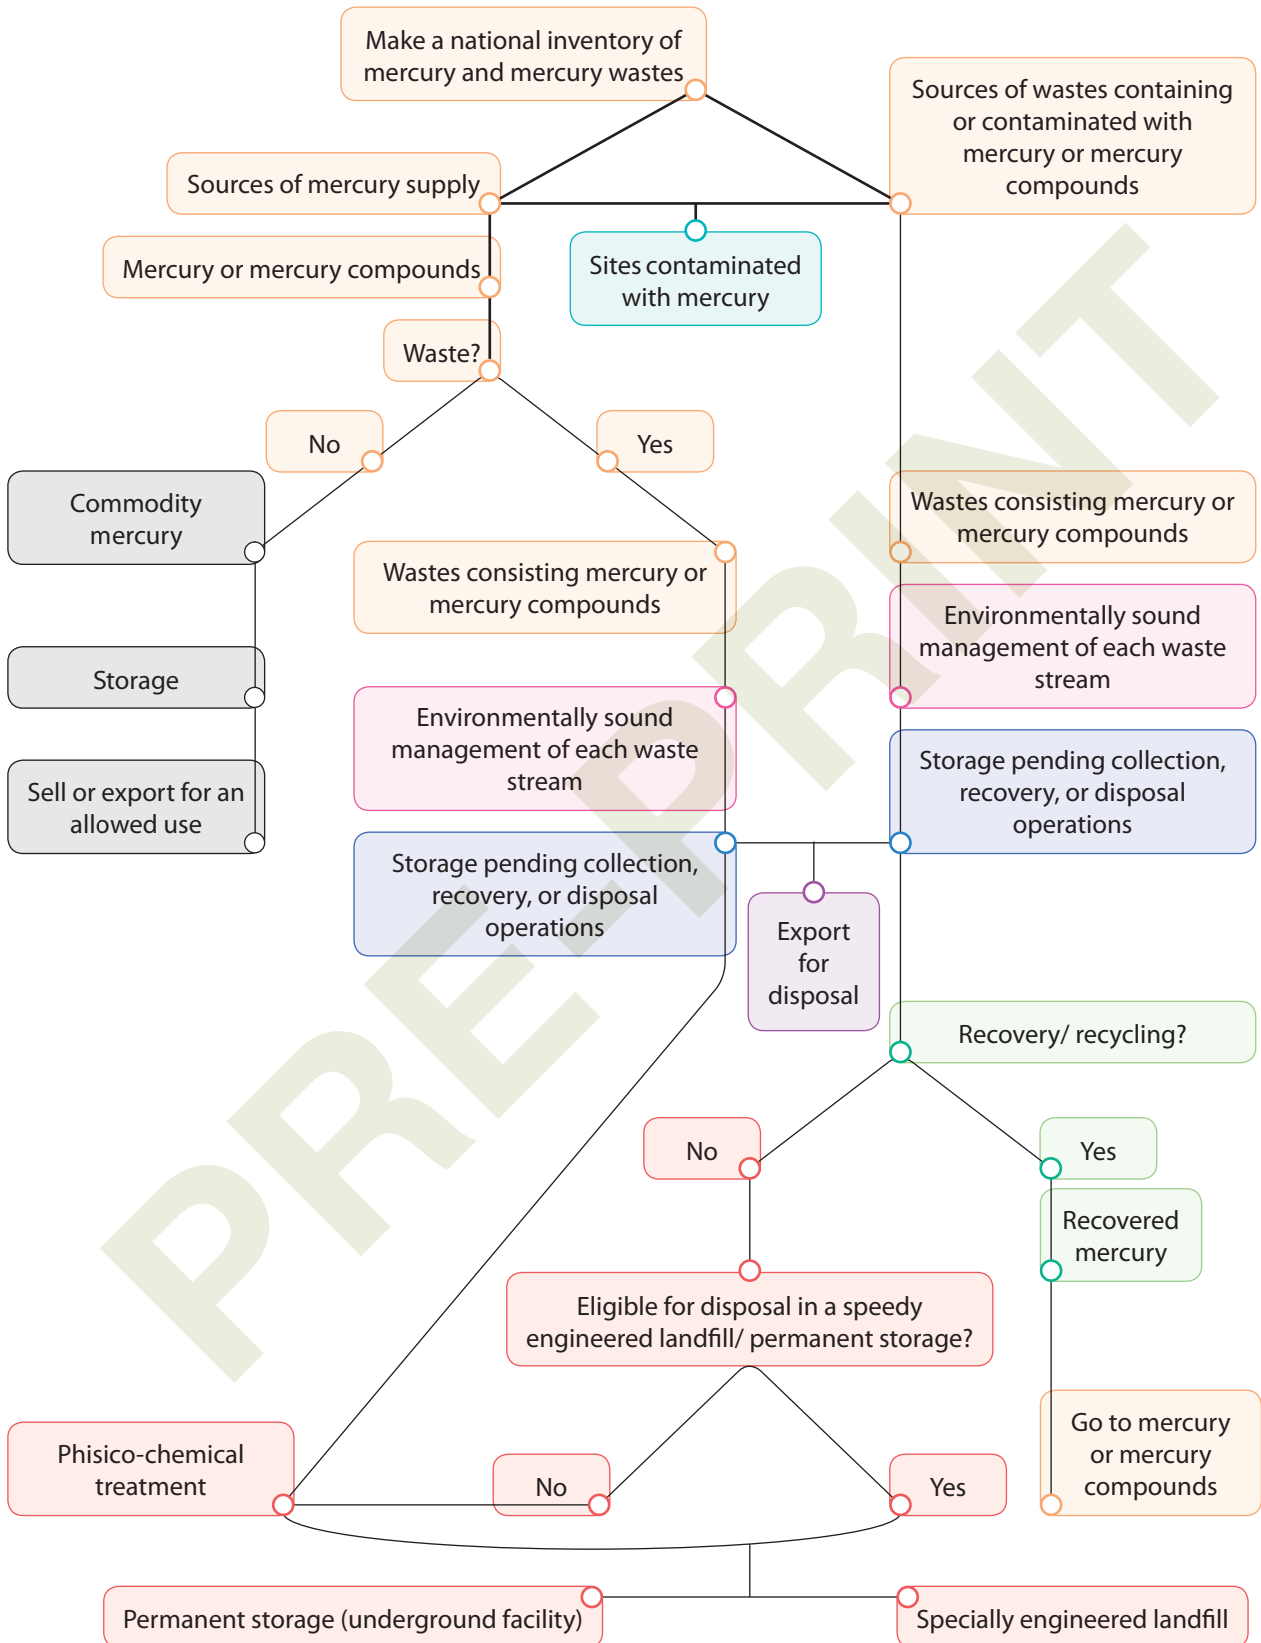 Make a national inventory of
mercury and mercury wastes
Sources of wastes containing
or contaminated with
mercury or mercury
compounds
Sources of mercury supply
Mercury or mercury compounds
Sites contaminated
with mercury
Waste?
No
Yes
Commodity
mercury
Wastes consisting mercury or
mercury compounds
Wastes consisting mercury or
mercury compounds
Environmentally sound
management of each waste
stream
Storage
Environmentally sound
management of each waste
stream
Storage pending collection,
recovery, or disposal
operations
Sell or export for an
allowed use
Storage pending collection,
recovery, or disposal
operations
Export
for
disposal
Recovery/ recycling?
No
Yes
Recovered
mercury
Eligible for disposal in a speedy
engineered landfill/ permanent storage?
Go to mercury
or mercury
compounds
Phisico-chemical
treatment
No
Yes
Permanent storage (underground facility)
Specially engineered landfill
PRE-PRINT